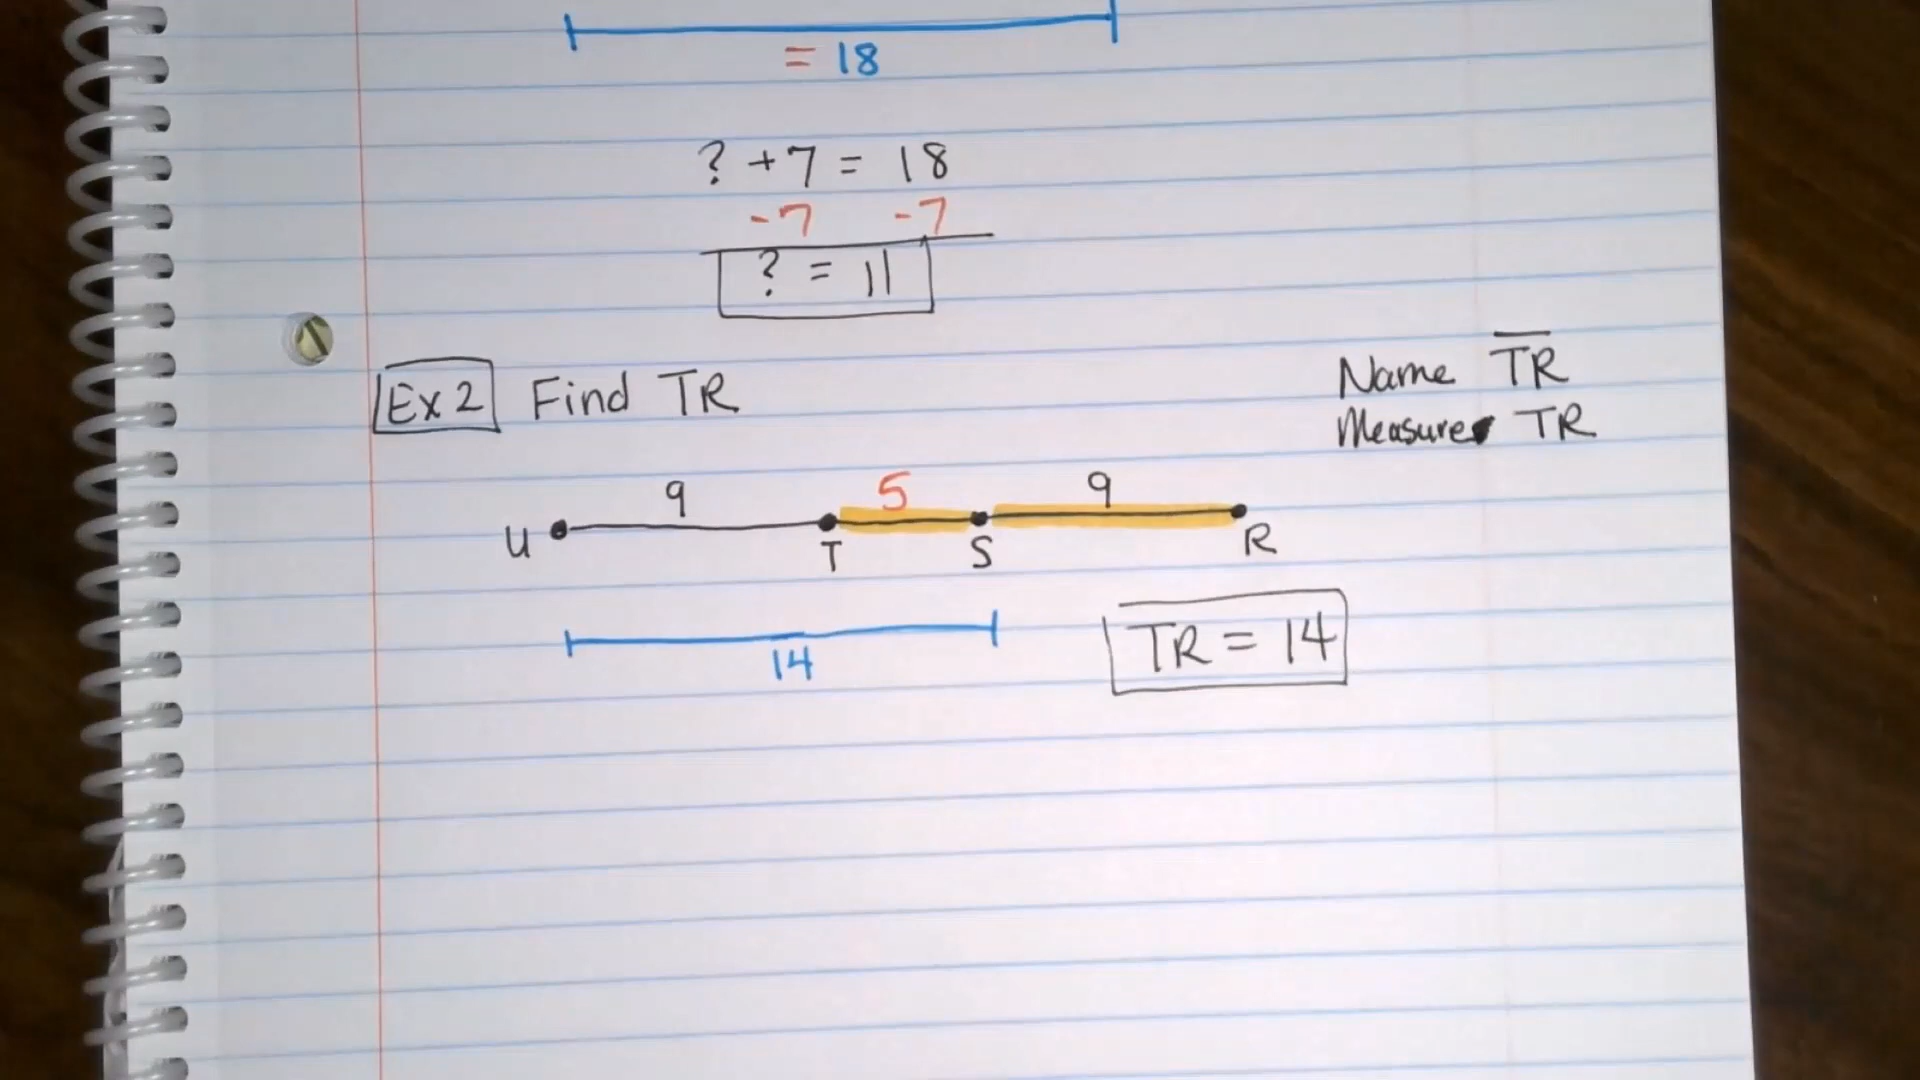 = 18
? + 7 = 18
-7 -7
? = 11
Ex 2 Find TR
Name T̅R̅
Measure TR
9 5 9
U T S R
14
TR = 14